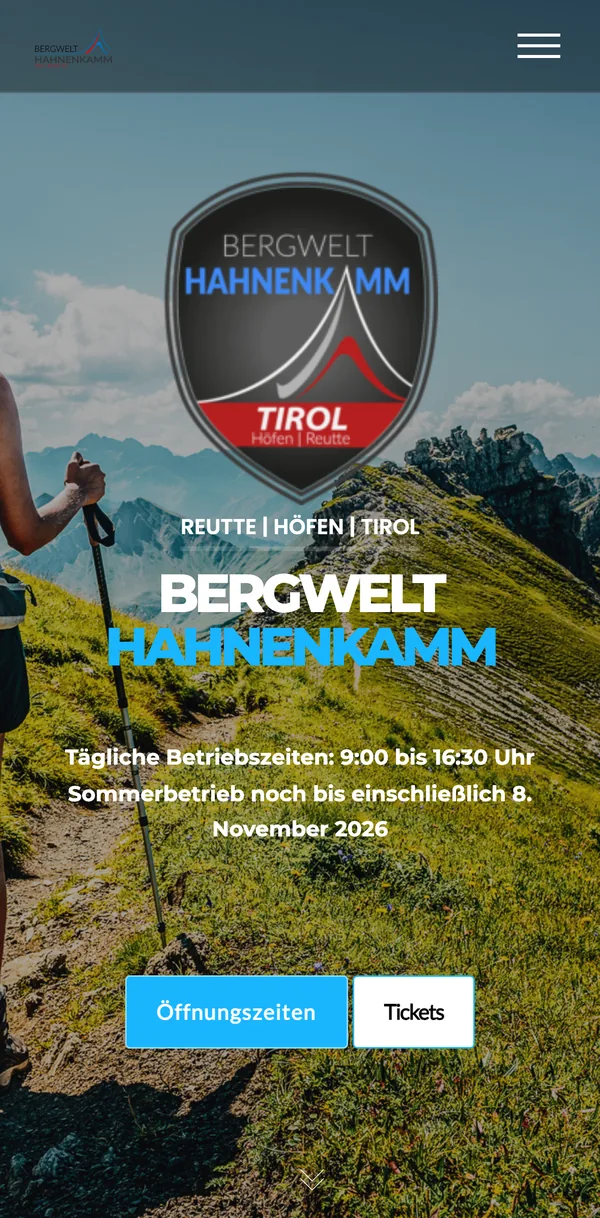 BERGWELT
HAHNENKAMM
BERGWELT
HAHNENKAMM
TIROL
Höfen | Reutte
REUTTE | HÖFEN | TIROL
BERGWELT
HAHNENKAMM
Tägliche Betriebszeiten: 9:00 bis 16:30 Uhr
Sommerbetrieb noch bis einschließlich 8.
November 2026
Öffnungszeiten
Tickets